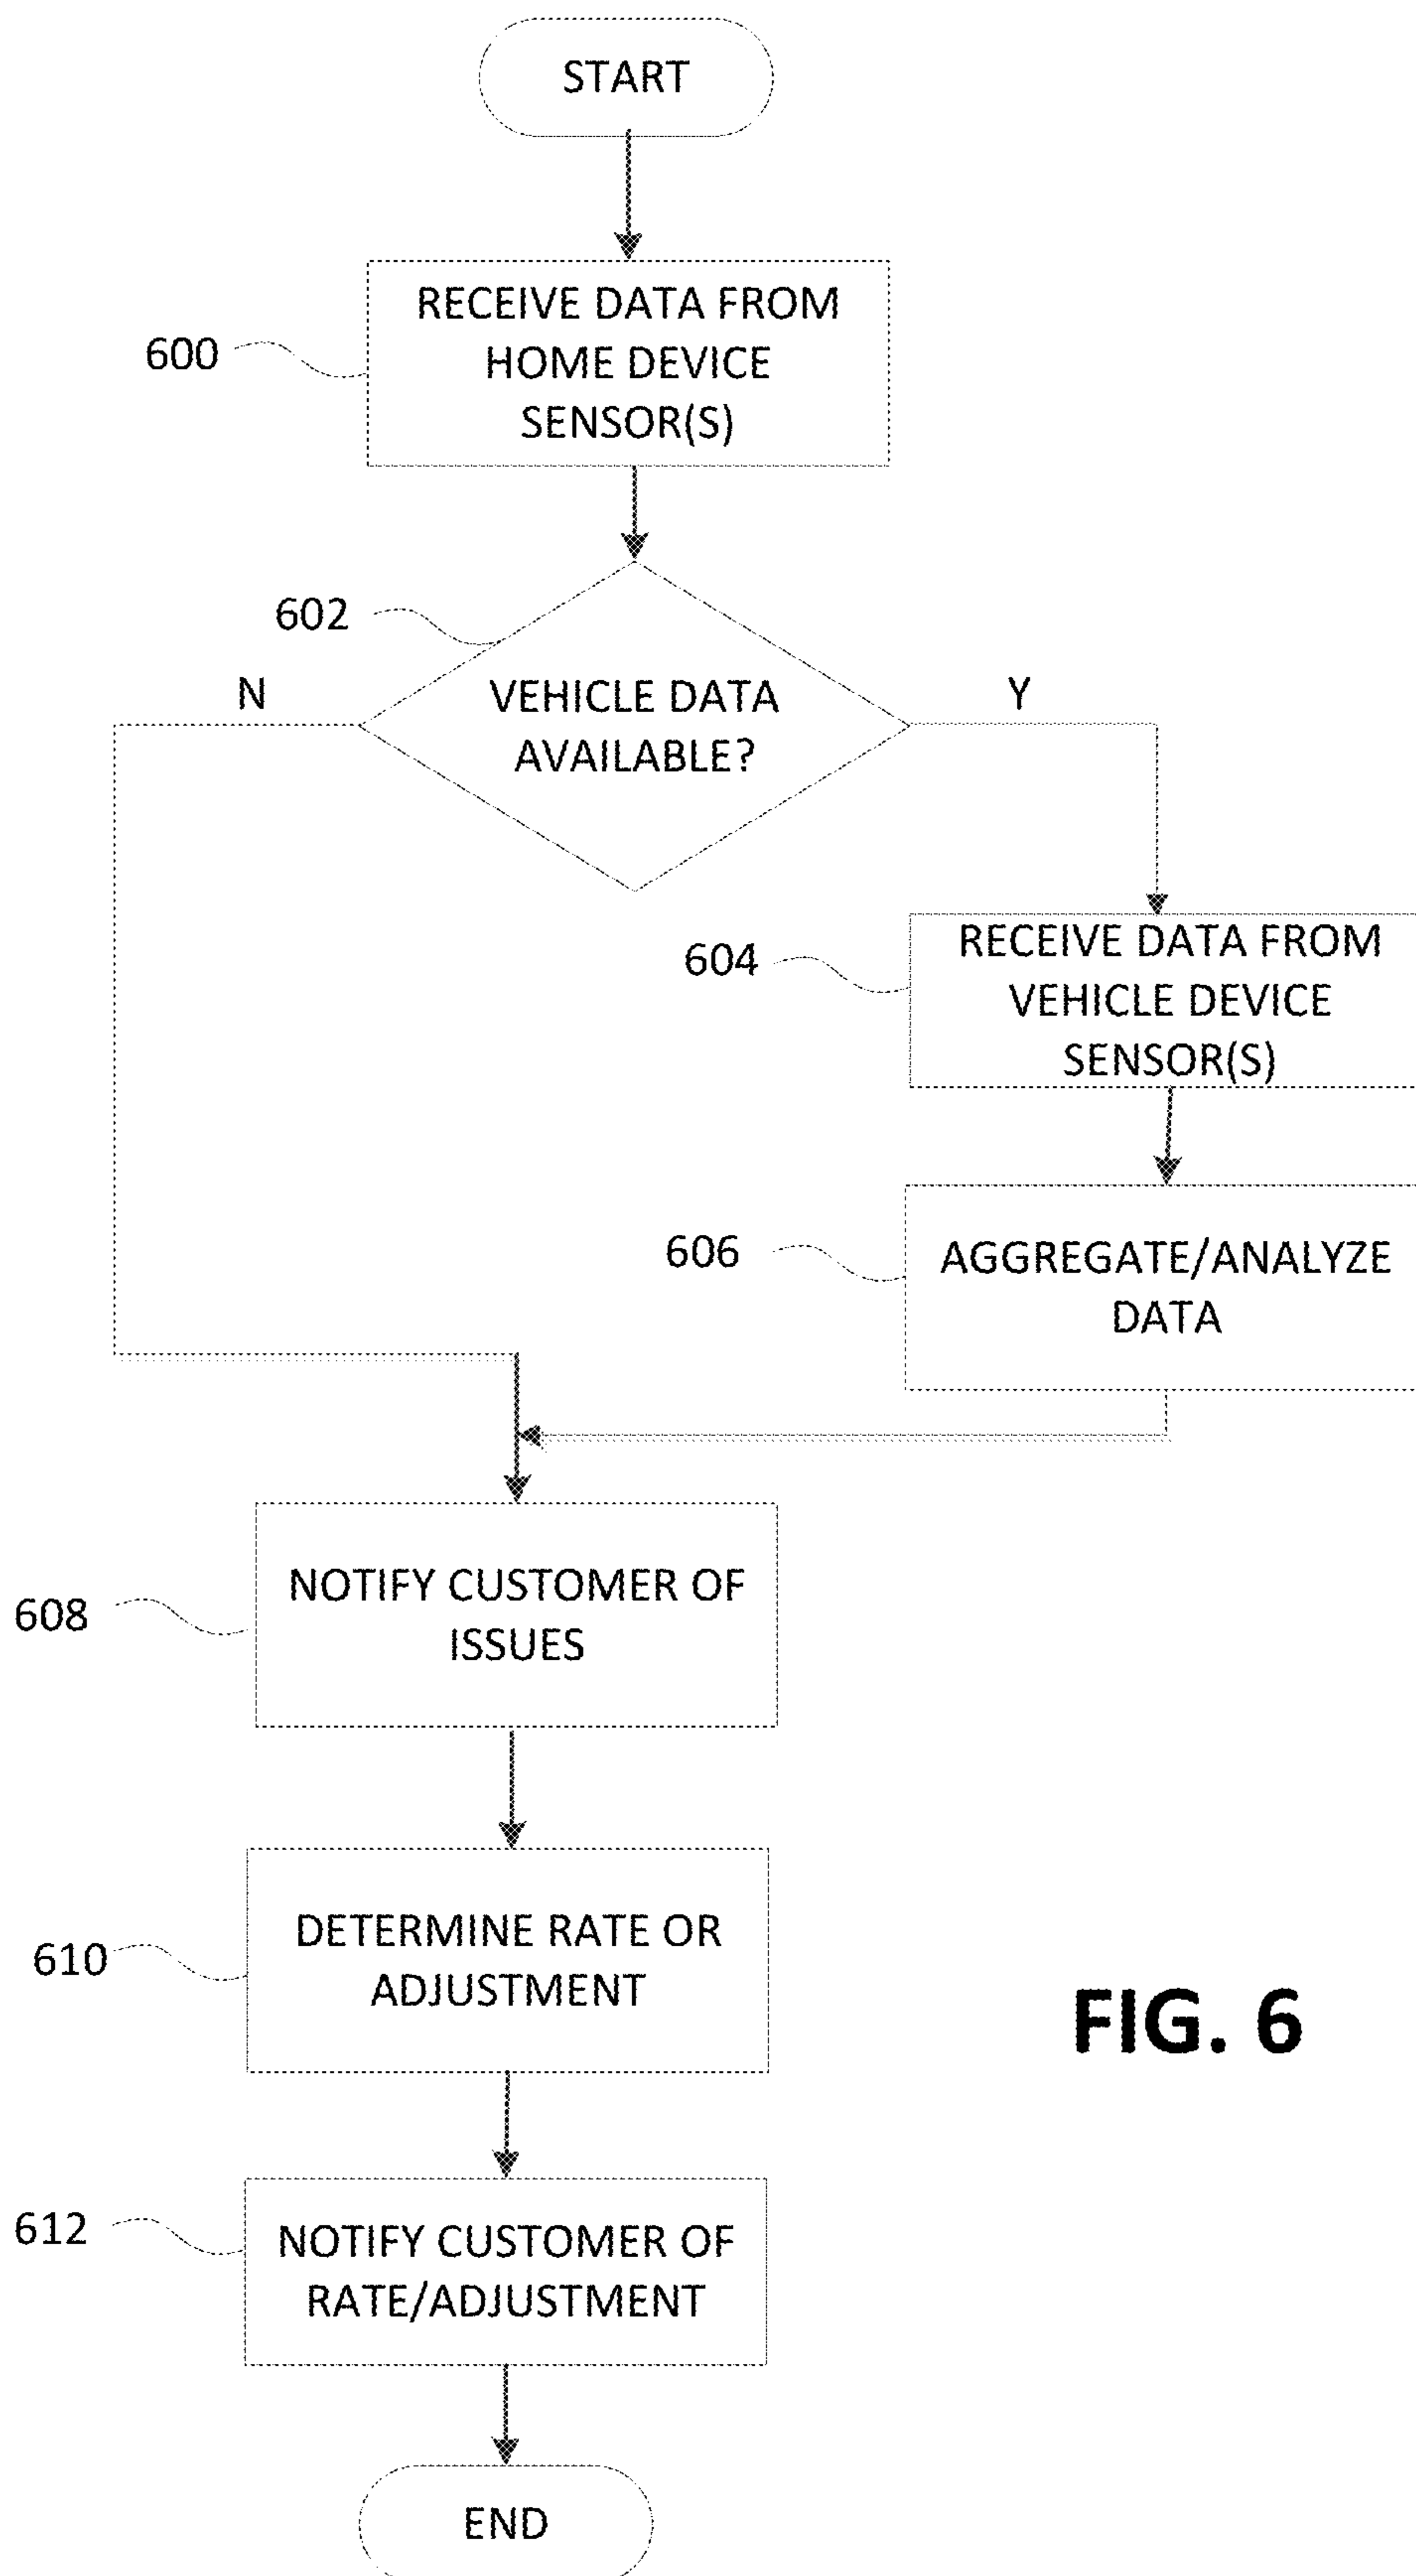 START
RECEIVE DATA FROM
HOME DEVICE
SENSOR(S)
600
602
N
VEHICLE DATA
AVAILABLE?
Y
604
RECEIVE DATA FROM
VEHICLE DEVICE
SENSOR(S)
606
AGGREGATE/ANALYZE
DATA
608
NOTIFY CUSTOMER OF
ISSUES
610
DETERMINE RATE OR
ADJUSTMENT
FIG. 6
612
NOTIFY CUSTOMER OF
RATE/ADJUSTMENT
END